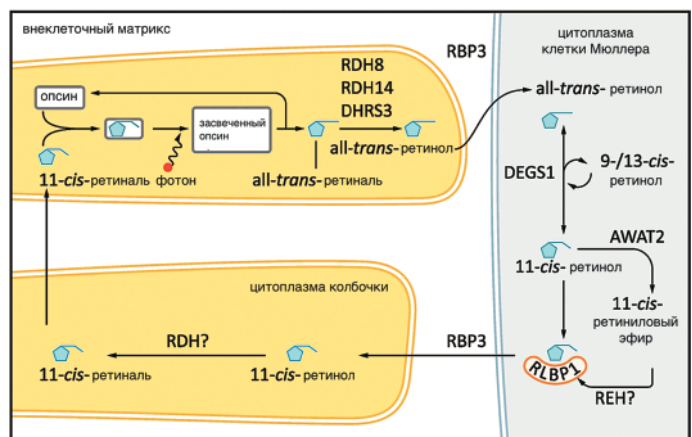 внеклеточный матрикс
цитоплазма
клетки Мюллера
RBP3
RDH8
RDH14
DHRS3
опсин
засвеченный
опсин
all-trans-ретинол
all-trans-ретинол
11-cis-ретиналь
фотон
all-trans-ретиналь
DEGS1
9-/13-cis-
ретинол
AWAT2
11-cis-ретинол
11-cis-
ретиниловый
эфир
цитоплазма колбочки
RDH?
RBP3
11-cis-ретиналь
11-cis-ретинол
RLBP1
REH?